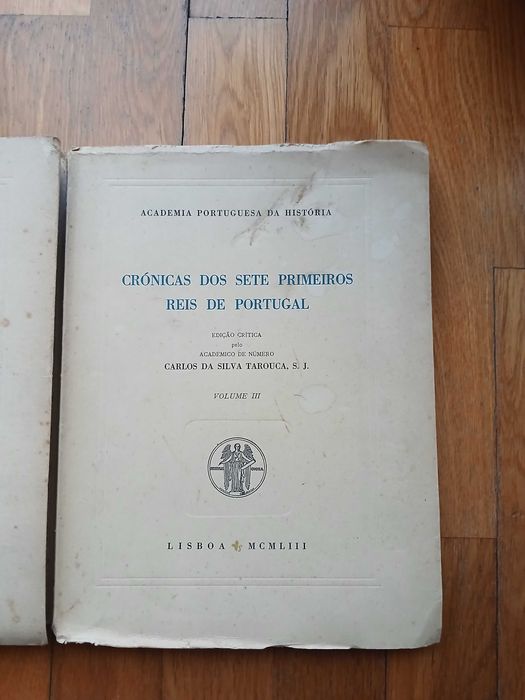 ACADEMIA PORTUGUESA DA HISTÓRIA
CRÓNICAS DOS SETE PRIMEIROS
REIS DE PORTUGAL
EDIÇÃO CRÍTICA
pelo
ACADEMICO DE NÚMERO
CARLOS DA SILVA TAROUCA, S. J.
VOLUME III
LISBOA MCMLIII